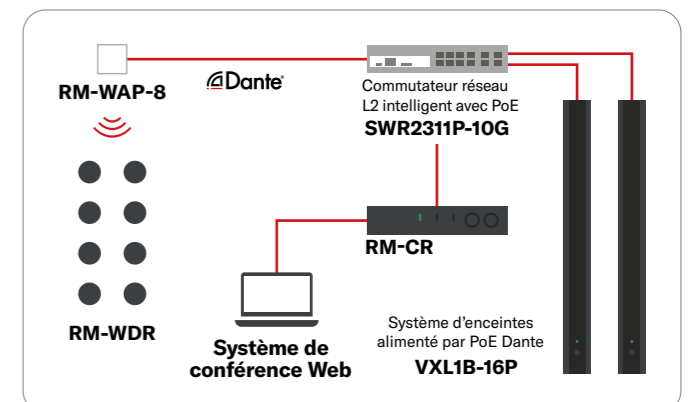 RM-WAP-8
Dante
Commutateur réseau
L2 intelligent avec PoE
SWR2311P-10G
RM-CR
RM-WDR
Système de
conférence Web
Système d'enceintes
alimenté par PoE Dante
VXL1B-16P